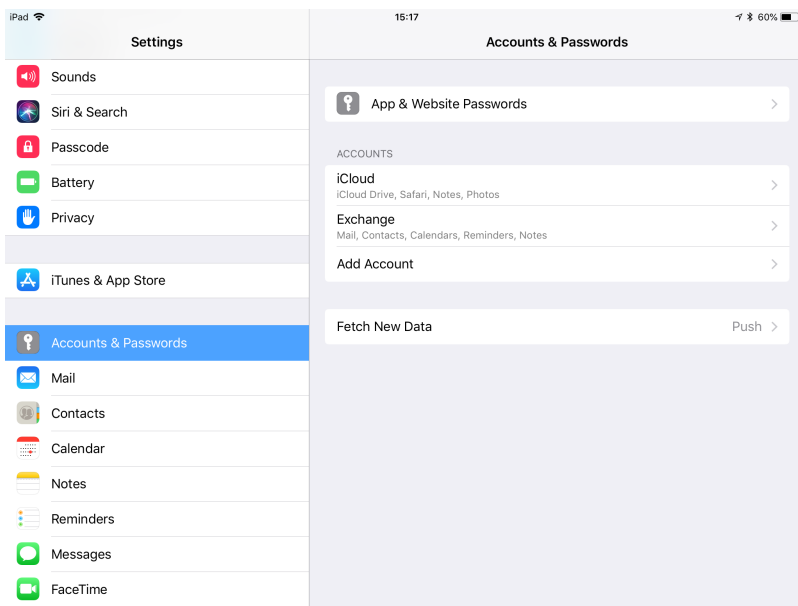 iPad
15:17
60%
Settings
Accounts & Passwords
Sounds
Siri & Search
Passcode
Battery
Privacy
iTunes & App Store
Accounts & Passwords
Mail
Contacts
Calendar
Notes
Reminders
Messages
FaceTime
App & Website Passwords
ACCOUNTS
iCloud
iCloud Drive, Safari, Notes, Photos
Exchange
Mail, Contacts, Calendars, Reminders, Notes
Add Account
Fetch New Data
Push